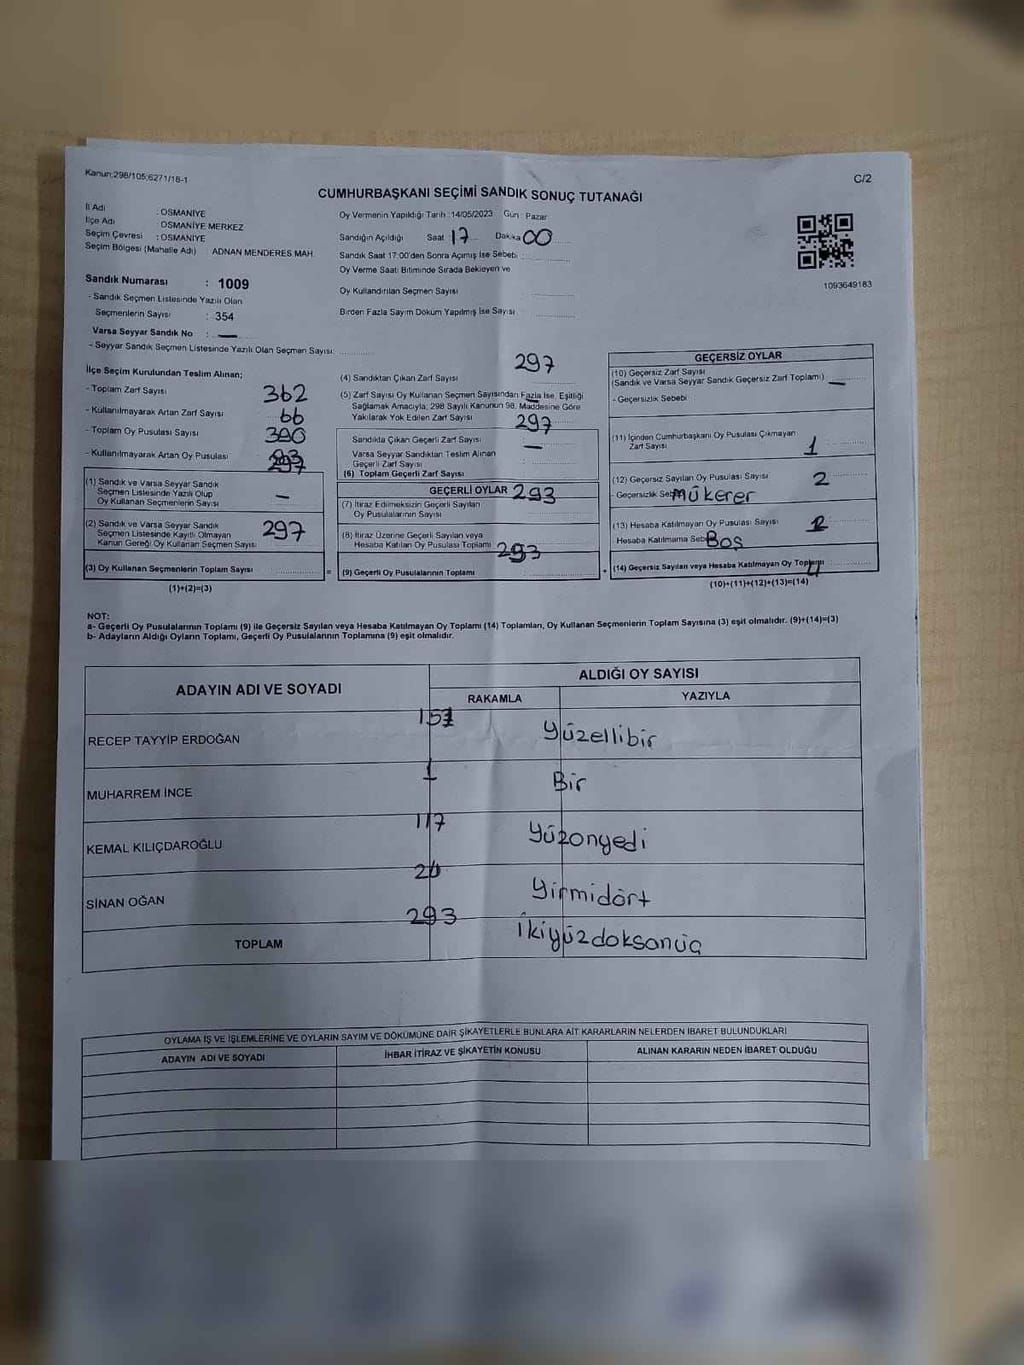 Kanun:298/105;6271/18-1
C/2
CUMHURBAŞKANI SEÇİMİ SANDIK SONUÇ TUTANAĞI
İl Adı : OSMANİYE
İlçe Adı : OSMANİYE MERKEZ
Seçim Çevresi : OSMANİYE
Seçim Bölgesi (Mahalle Adı) : ADNAN MENDERES MAH
Sandık Numarası : 1009
- Sandık Seçmen Listesinde Yazılı Olan
Seçmenlerin Sayısı : 354
Varsa Seyyar Sandık No : —
- Seyyar Sandık Seçmen Listesinde Yazılı Olan Seçmen Sayısı:
Oy Vermenin Yapıldığı Tarih : 14/05/2023 Gün : Pazar
Sandığın Açıldığı Saat 17 Dakika 00
Sandık Saat 17:00'den Sonra Açılmış İse Sebebi :
Oy Verme Saati Bitiminde Sırada Bekleyen ve
Oy Kullandırılan Seçmen Sayısı :
Birden Fazla Sayım Döküm Yapılmış İse Sayısı :
1093649183
İlçe Seçim Kurulundan Teslim Alınan;
- Toplam Zarf Sayısı 362
- Kullanılmayarak Artan Zarf Sayısı 66
- Toplam Oy Pusulası Sayısı
- Kullanılmayarak Artan Oy Pusulası
(1) Sandık ve Varsa Seyyar Sandık
Seçmen Listesinde Yazılı Olup
Oy Kullanan Seçmenlerin Sayısı —
(2) Sandık ve Varsa Seyyar Sandık
Seçmen Listesinde Kayıtlı Olmayan
Kanun Gereği Oy Kullanan Seçmen Sayısı 297
(3) Oy Kullanan Seçmenlerin Toplam Sayısı :
(1)+(2)=(3)
297
(4) Sandıktan Çıkan Zarf Sayısı :
(5) Zarf Sayısı Oy Kullanan Seçmen Sayısından Fazla İse, Eşitliği
Sağlamak Amacıyla; 298 Sayılı Kanunun 98. Maddesine Göre
Yakılarak Yok Edilen Zarf Sayısı —
297
Sandıkta Çıkan Geçerli Zarf Sayısı
Varsa Seyyar Sandıktan Teslim Alınan —
Geçerli Zarf Sayısı
(6) Toplam Geçerli Zarf Sayısı
GEÇERLİ OYLAR 293
(7) İtiraz Edilmeksizin Geçerli Sayılan
Oy Pusulalarının Sayısı
(8) İtiraz Üzerine Geçerli Sayılan veya
Hesaba Katılan Oy Pusulası Toplamı 293
= (9) Geçerli Oy Pusulalarının Toplamı
GEÇERSİZ OYLAR
(10) Geçersiz Zarf Sayısı
(Sandık ve Varsa Seyyar Sandık Geçersiz Zarf Toplamı) —
- Geçersizlik Sebebi
(11) İçinden Cumhurbaşkanı Oy Pusulası Çıkmayan
Zarf Sayısı : 1
(12) Geçersiz Sayılan Oy Pusulası Sayısı : 2
- Geçersizlik Sebebi mükerer
(13) Hesaba Katılmayan Oy Pusulası Sayısı :
Hesaba Katılmama Sebebi Boş
+ (14) Geçersiz Sayılan veya Hesaba Katılmayan Oy Toplamı : 4
(10)+(11)+(12)+(13)=(14)
NOT:
a- Geçerli Oy Pusulalarının Toplamı (9) ile Geçersiz Sayılan veya Hesaba Katılmayan Oy Toplamı (14) Toplamları, Oy Kullanan Seçmenlerin Toplam Sayısına (3) eşit olmalıdır. (9)+(14)=(3)
b- Adayların Aldığı Oyların Toplamı, Geçerli Oy Pusulalarının Toplamına (9) eşit olmalıdır.
ADAYIN ADI VE SOYADI
ALDIĞI OY SAYISI
RAKAMLA YAZIYLA
RECEP TAYYİP ERDOĞAN 151 Yüzellibir
MUHARREM İNCE 1 Bir
KEMAL KILIÇDAROĞLU 117 Yüzonyedi
SİNAN OĞAN 24 Yirmidört
TOPLAM 293 İkiyüzdoksanüç
OYLAMA İŞ VE İŞLEMLERİNE VE OYLARIN SAYIM VE DÖKÜMÜNE DAİR ŞİKAYETLERLE BUNLARA AİT KARARLARIN NELERDEN İBARET BULUNDUKLARI
ADAYIN ADI VE SOYADI İHBAR İTİRAZ VE ŞİKAYETİN KONUSU ALINAN KARARIN NEDEN İBARET OLDUĞU